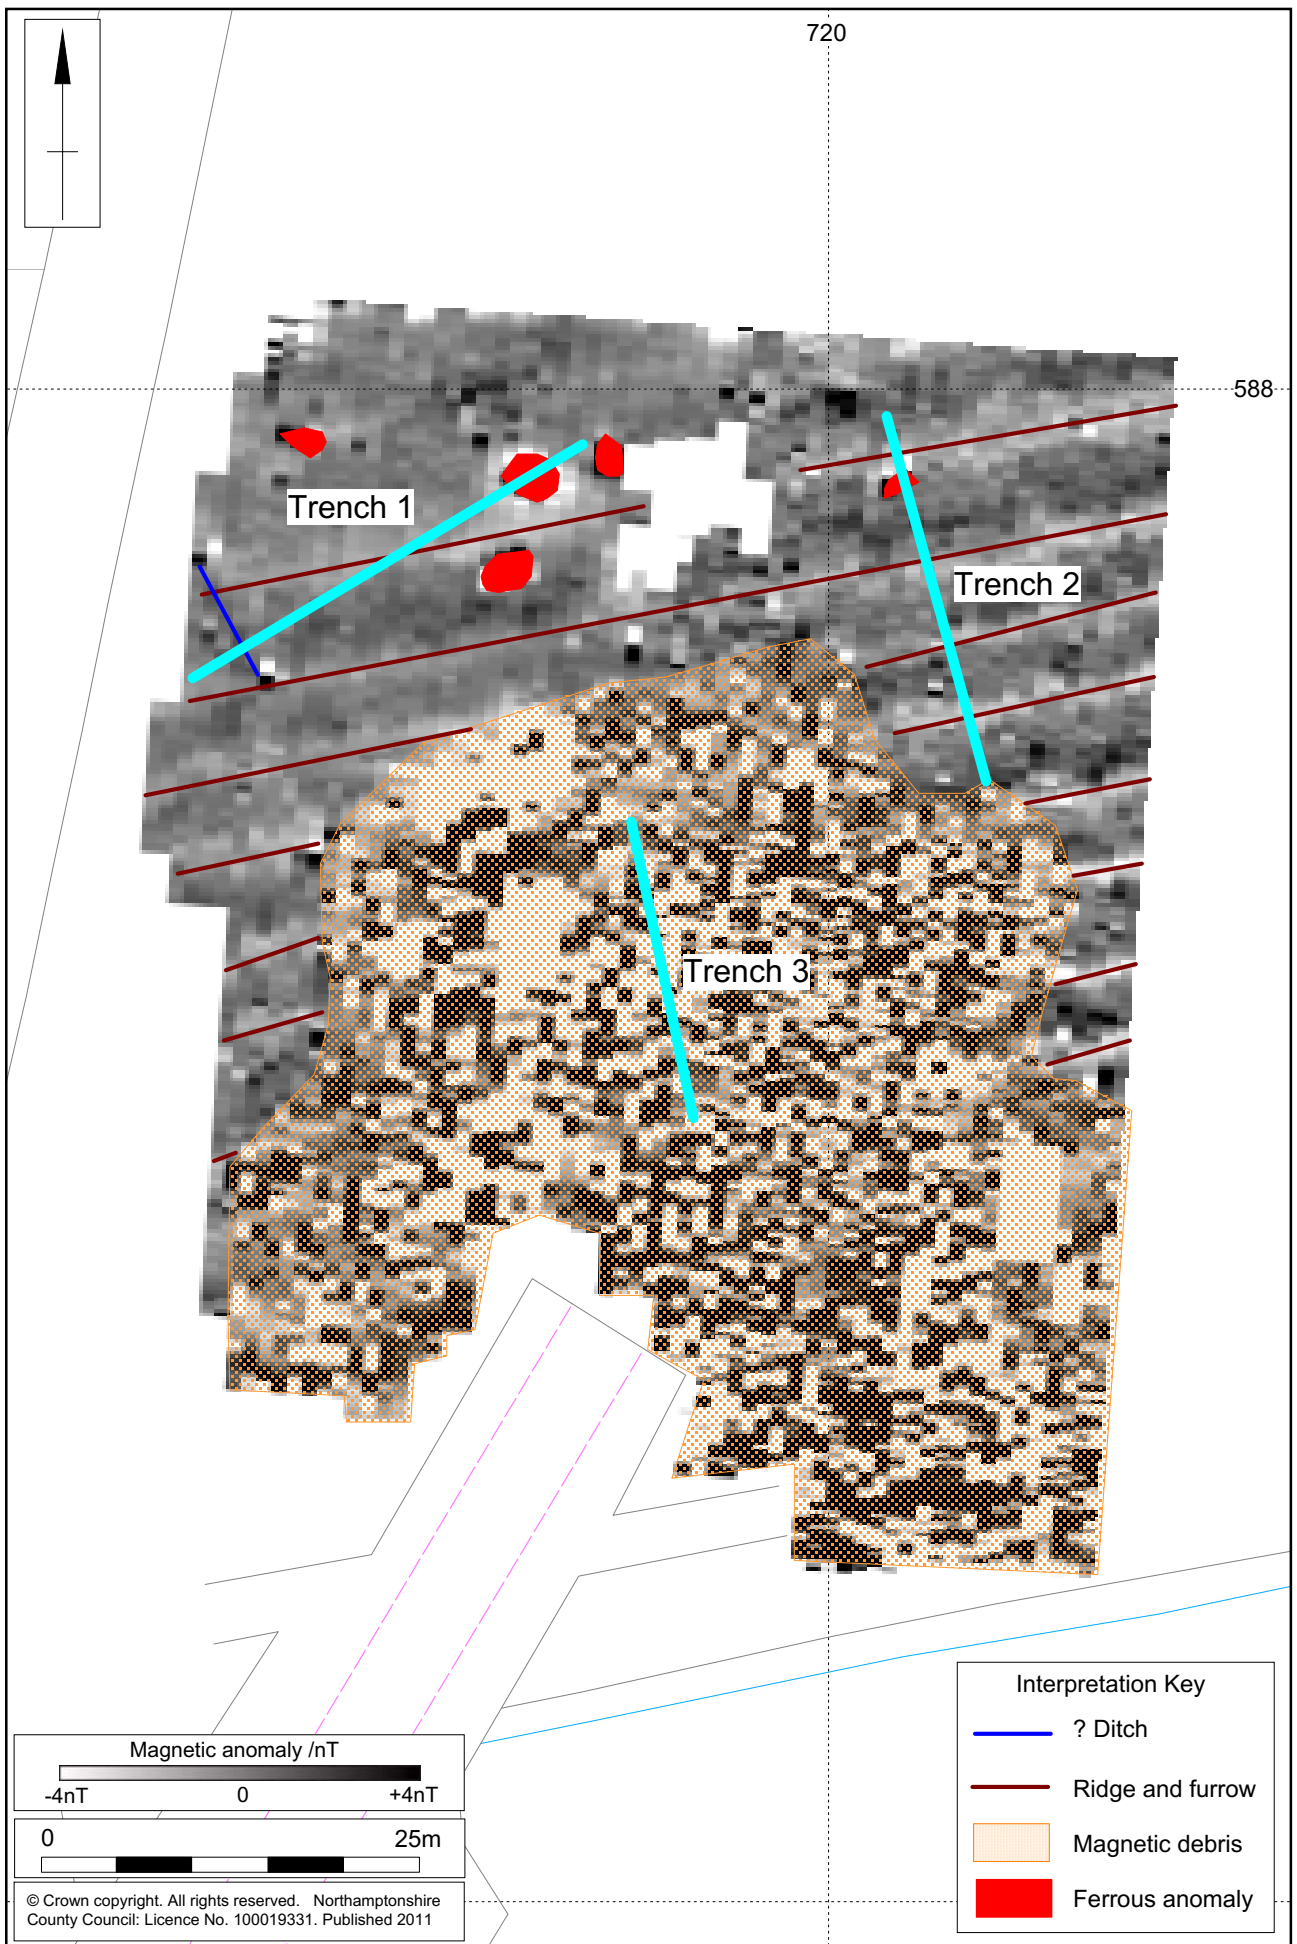 720
588
Trench 1
Trench 2
Trench 3
Interpretation Key
? Ditch
Ridge and furrow
Magnetic debris
Ferrous anomaly
Magnetic anomaly /nT
-4nT 0 +4nT
0 25m
© Crown copyright. All rights reserved. Northamptonshire
County Council: Licence No. 100019331. Published 2011